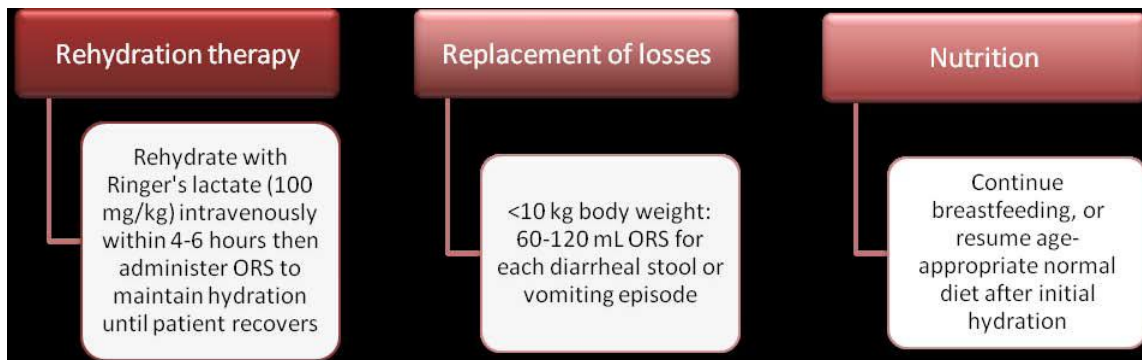 Rehydration therapy
Rehydrate with
Ringer's lactate (100
mg/kg) intravenously
within 4-6 hours then
administer ORS to
maintain hydration
until patient recovers
Replacement of losses
<10 kg body weight:
60-120 mL ORS for
each diarrheal stool or
vomiting episode
Nutrition
Continue
breastfeeding, or
resume age-
appropriate normal
diet after initial
hydration